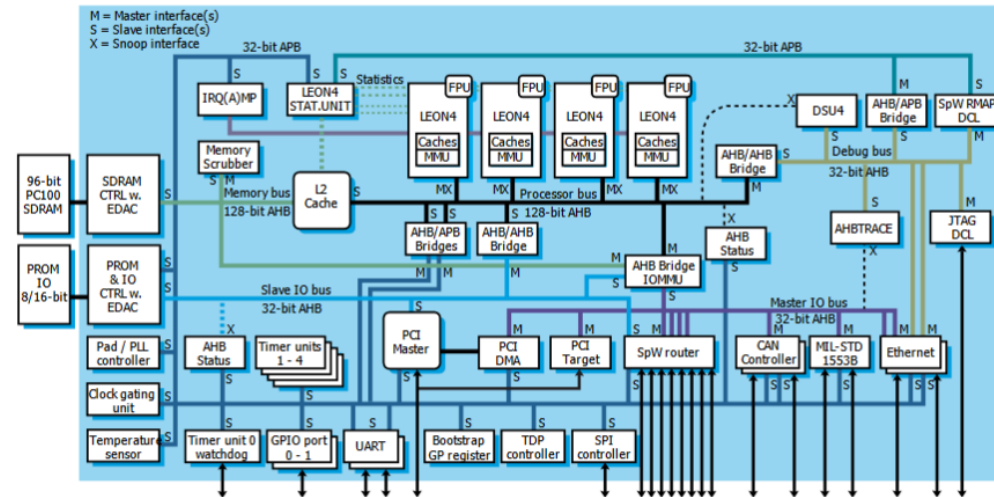 M = Master interface(s)
S = Slave interface(s)
X = Snoop interface
32-bit APB
32-bit APB
S
S
S
M
S
IRQ(A)MP
LEON4
STAT.UNIT
Statistics
FPU
LEON4
Caches
MMU
FPU
LEON4
Caches
MMU
FPU
LEON4
Caches
MMU
FPU
LEON4
Caches
MMU
X
DSU4
AHB/APB
Bridge
SpW RMAP
DCL
S
S
M
Memory
Scrubber
S
M
AHB/AHB
Bridge
S
M
Debug bus
32-bit AHB
96-bit
PC100
SDRAM
SDRAM
CTRL w.
EDAC
S
Memory bus
128-bit AHB
L2
Cache
S
MX
MX
MX
MX
Processor bus
128-bit AHB
S
S
AHB/APB
Bridges
M
M
S
AHB/AHB
Bridge
M
X
AHB
Status
S
S
AHBTRACE
X
M
JTAG
DCL
M
M
AHB Bridge
IOMMU
S
S
PROM
IO
8/16-bit
PROM
& IO
CTRL w.
EDAC
S
S
Slave IO bus
32-bit AHB
Master IO bus
32-bit AHB
Pad / PLL
controller
S
X
AHB
Status
S
Timer units
1 - 4
S
PCI
Master
M
S
M
PCI
DMA
S
M
PCI
Target
S
M
SpW router
S
S
M
CAN
Controller
S
S
M
MIL-STD
1553B
S
M
M
M
Ethernet
S
S
Clock gating
unit
S
Temperature
sensor
S
S
Timer unit 0
watchdog
S
GPIO port
0 - 1
S
S
UART
S
Bootstrap
GP register
S
TDP
controller
S
SPI
controller